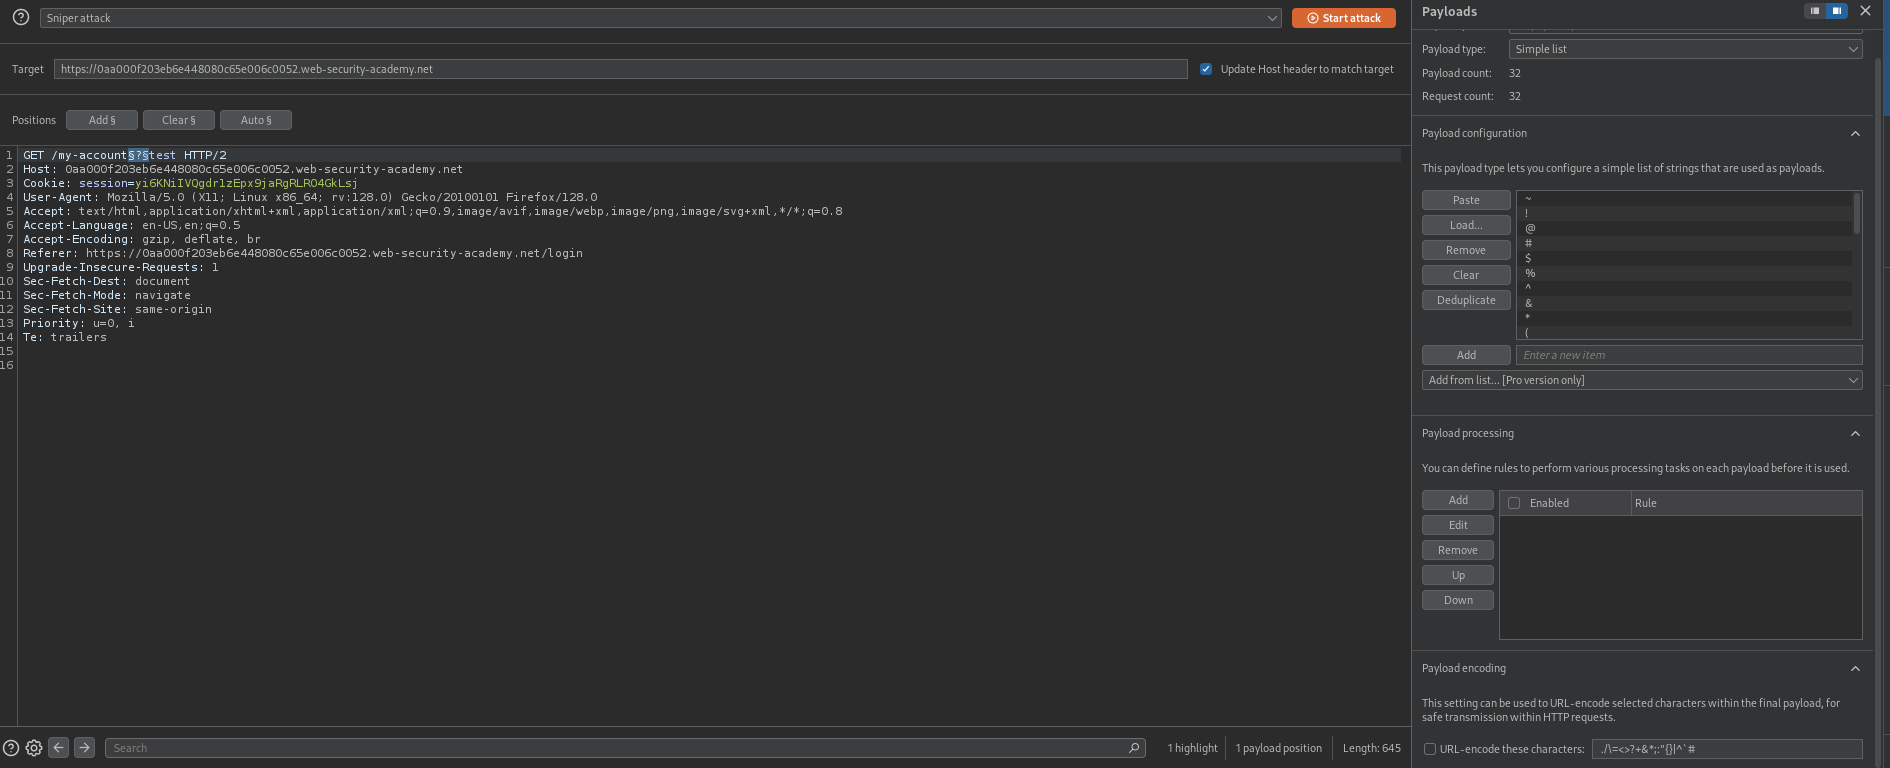 Sniper attack
Start attack
Target
https://0aa000f203eb6e448080c65e006c0052.web-security-academy.net
Update Host header to match target
Positions
Add §
Clear §
Auto §
1 GET /my-account§?§test HTTP/2
2 Host: 0aa000f203eb6e448080c65e006c0052.web-security-academy.net
3 Cookie: session=yi6KNiIVQgdr1zEpx9jaRgRLRO4GkLsj
4 User-Agent: Mozilla/5.0 (X11; Linux x86_64; rv:128.0) Gecko/20100101 Firefox/128.0
5 Accept: text/html,application/xhtml+xml,application/xml;q=0.9,image/avif,image/webp,image/png,image/svg+xml,*/*;q=0.8
6 Accept-Language: en-US,en;q=0.5
7 Accept-Encoding: gzip, deflate, br
8 Referer: https://0aa000f203eb6e448080c65e006c0052.web-security-academy.net/login
9 Upgrade-Insecure-Requests: 1
10 Sec-Fetch-Dest: document
11 Sec-Fetch-Mode: navigate
12 Sec-Fetch-Site: same-origin
13 Priority: u=0, i
14 Te: trailers
15
16
Search
1 highlight
1 payload position
Length: 645
Payloads
Payload type:
Simple list
Payload count: 32
Request count: 32
Payload configuration
This payload type lets you configure a simple list of strings that are used as payloads.
Paste
Load...
Remove
Clear
Deduplicate
~
!
@
#
$
%
^
&
*
(
Add
Enter a new item
Add from list... [Pro version only]
Payload processing
You can define rules to perform various processing tasks on each payload before it is used.
Add
Edit
Remove
Up
Down
Enabled
Rule
Payload encoding
This setting can be used to URL-encode selected characters within the final payload, for
safe transmission within HTTP requests.
URL-encode these characters:
./\=<>?+&*;:"{}|^`#